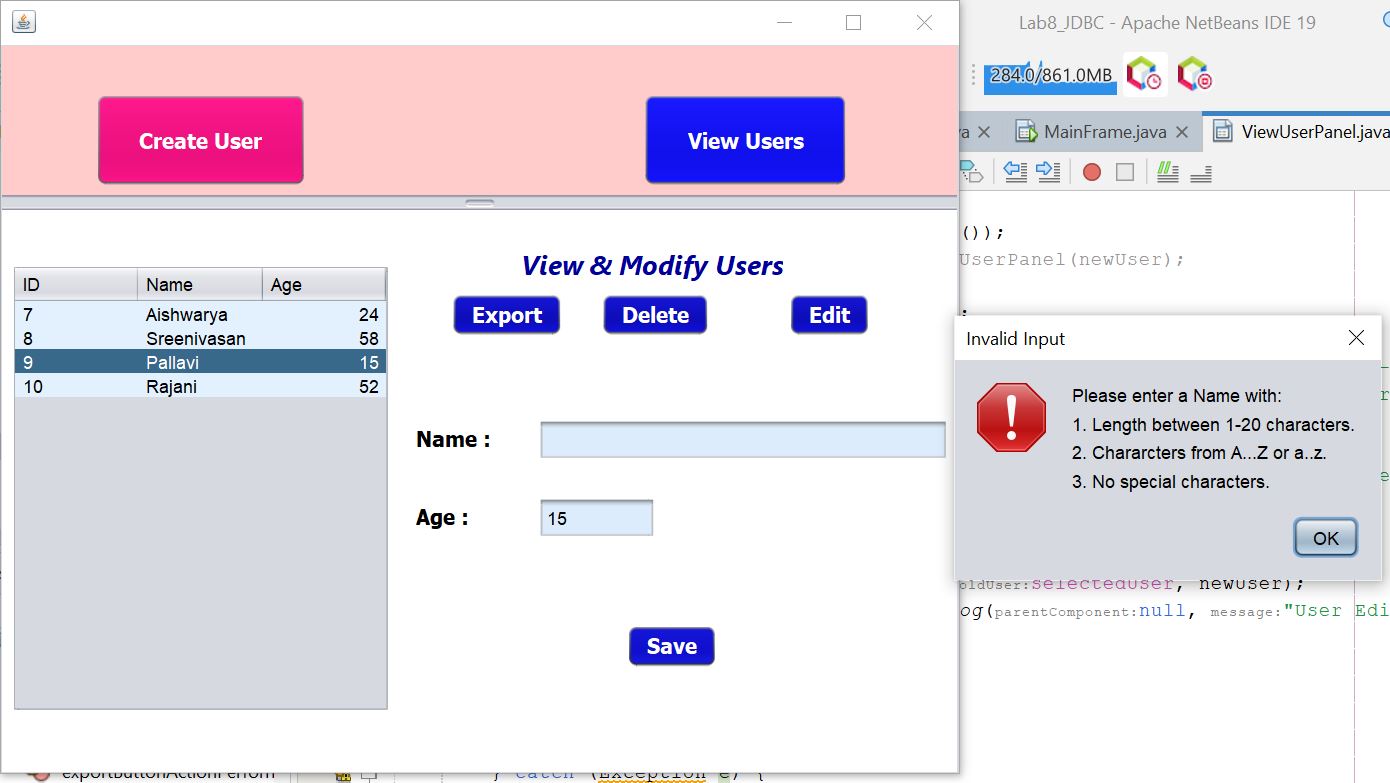 Lab8_JDBC - Apache NetBeans IDE 19
284.0/861.0MB
MainFrame.java
ViewUserPanel.java
Create User
View Users
View & Modify Users
Export
Delete
Edit
ID Name Age
7 Aishwarya 24
8 Sreenivasan 58
9 Pallavi 15
10 Rajani 52
Name :
Age :
15
Save
());
UserPanel(newUser);
Invalid Input
Please enter a Name with:
1. Length between 1-20 characters.
2. Chararcters from A...Z or a..z.
3. No special characters.
OK
oldUser:selectedUser, newUser);
og(parentComponent:null, message:"User Edi
exportButtonActionPerfom
} catch (Exception e) {